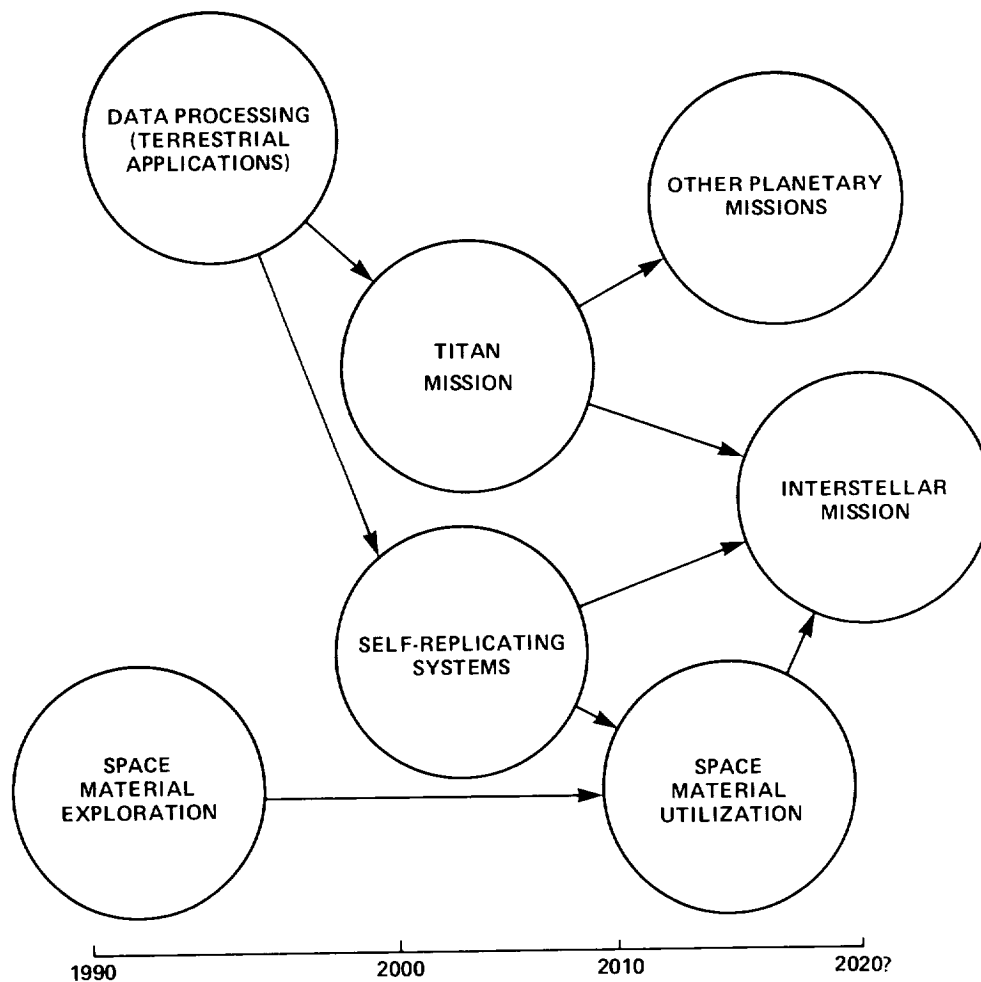 DATA PROCESSING
(TERRESTRIAL
APPLICATIONS)
OTHER PLANETARY
MISSIONS
TITAN
MISSION
INTERSTELLAR
MISSION
SELF-REPLICATING
SYSTEMS
SPACE
MATERIAL
EXPLORATION
SPACE
MATERIAL
UTILIZATION
1990
2000
2010
2020?